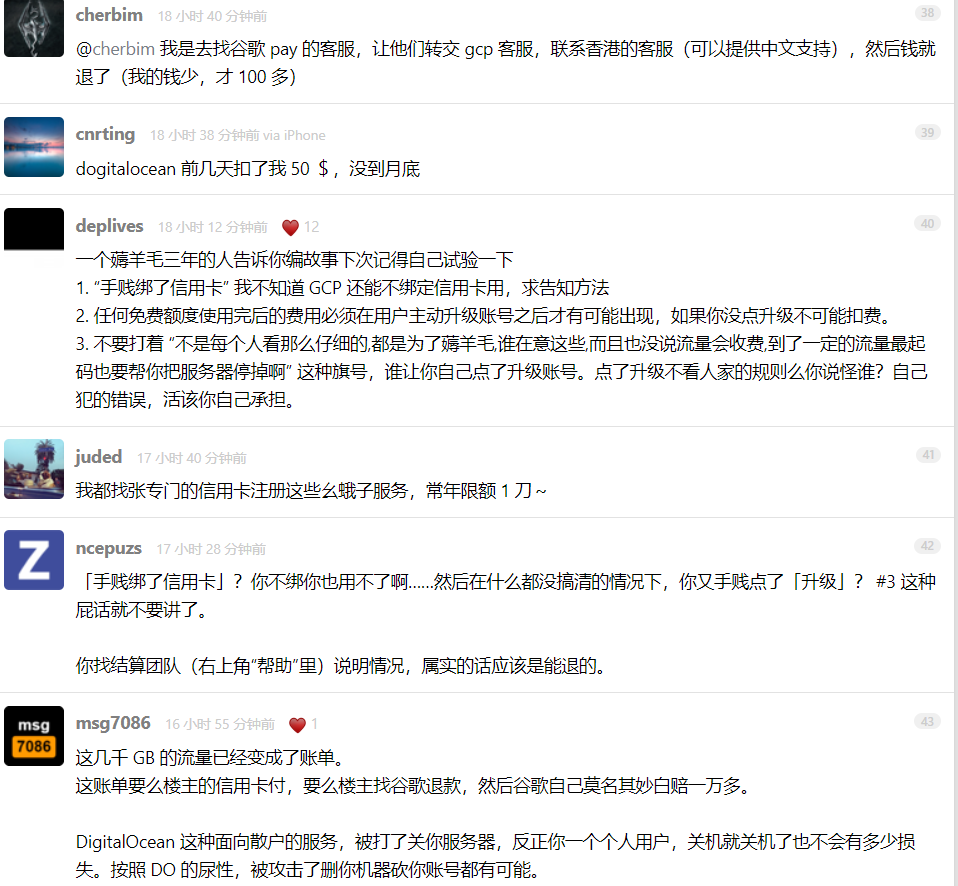 cherbim 18 小时 40 分钟前 38
@cherbim 我是去找谷歌 pay 的客服，让他们转交 gcp 客服，联系香港的客服（可以提供中文支持），然后钱就
退了（我的钱少，才 100 多）
cnrting 18 小时 38 分钟前 via iPhone 39
dogitalocean 前几天扣了我 50 ＄，没到月底
deplives 18 小时 12 分钟前 ❤️ 12 40
一个薅羊毛三年的人告诉你编故事下次记得自己试验一下
1. “手贱绑了信用卡” 我不知道 GCP 还能不绑定信用卡用，求告知方法
2. 任何免费额度使用完后的费用必须在用户主动升级账号之后才有可能出现，如果你没点升级不可能扣费。
3. 不要打着 “不是每个人看那么仔细的,都是为了薅羊毛,谁在意这些,而且也没说流量会收费,到了一定的流量最起
码也要帮你把服务器停掉啊” 这种旗号，谁让你自己点了升级账号。点了升级不看人家的规则么你说怪谁？自己
犯的错误，活该你自己承担。
juded 17 小时 40 分钟前 41
我都找张专门的信用卡注册这些幺蛾子服务，常年限额 1 刀 ~
Z
ncepuzs 17 小时 28 分钟前 42
「手贱绑了信用卡」？你不绑你也用不了啊……然后在什么都没搞清的情况下，你又手贱点了「升级」？ #3 这种
屁话就不要讲了。
你找结算团队（右上角“帮助”里）说明情况，属实的话应该是能退的。
msg
7086
msg7086 16 小时 55 分钟前 ❤️ 1 43
这几千 GB 的流量已经变成了账单。
这账单要么楼主的信用卡付，要么楼主找谷歌退款，然后谷歌自己莫名其妙白赔一万多。
DigitalOcean 这种面向散户的服务，被打了关你服务器，反正你一个个人用户，关机就关机了也不会有多少损
失。按照 DO 的尿性，被攻击了删你机器砍你账号都有可能。